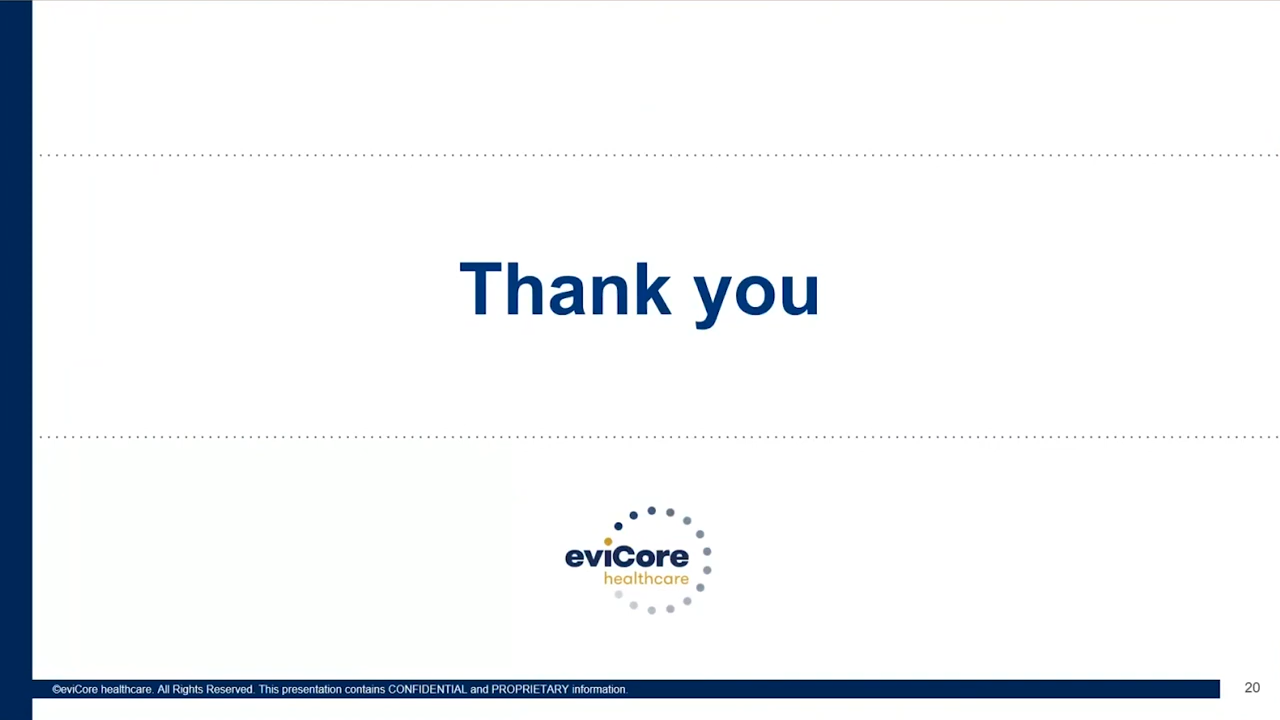 Thank you
eviCore
healthcare
©eviCore healthcare. All Rights Reserved. This presentation contains CONFIDENTIAL and PROPRIETARY information.
20